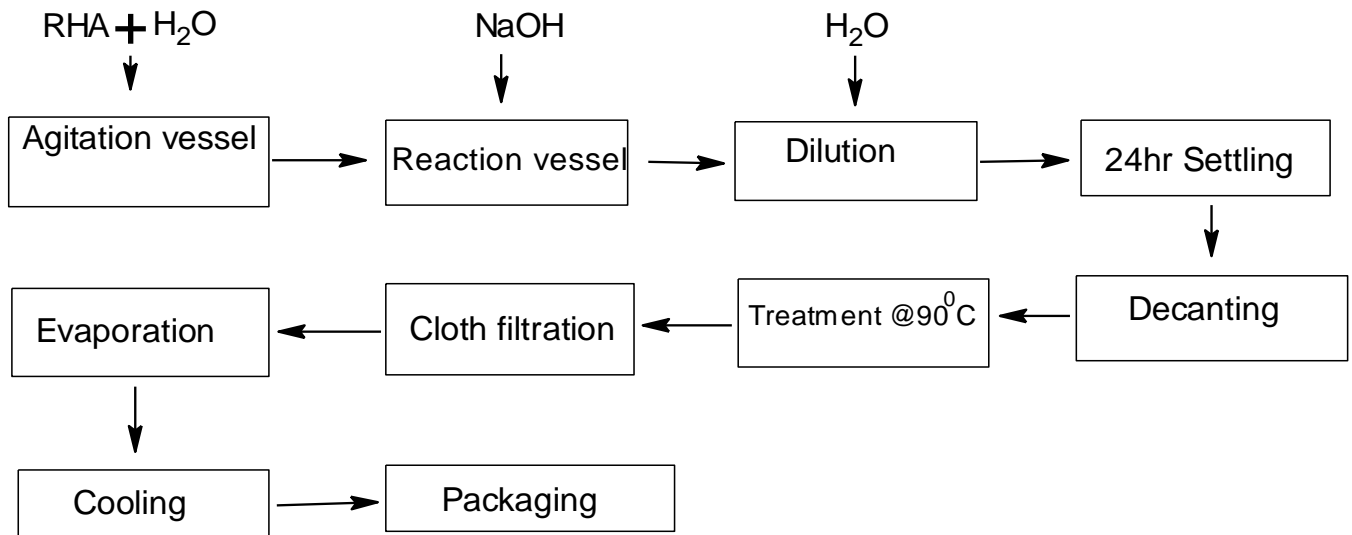 RHA + H₂O
NaOH
H₂O
Agitation vessel
Reaction vessel
Dilution
24hr Settling
Evaporation
Cloth filtration
Treatment @90⁰C
Decanting
Cooling
Packaging